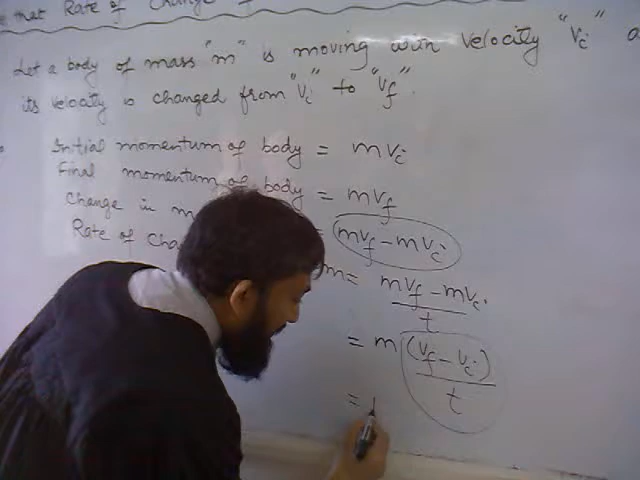 that Rate of Change
Let a body of mass "m" is moving with velocity "Vi"
its velocity is changed from "Vi" to "Vf".
Initial momentum of body = mVi
Final momentum of body = mVf
Change in m = mVf - mVi
Rate of Cha m = mVf - mVi / t
= m (Vf - Vi) / t
=